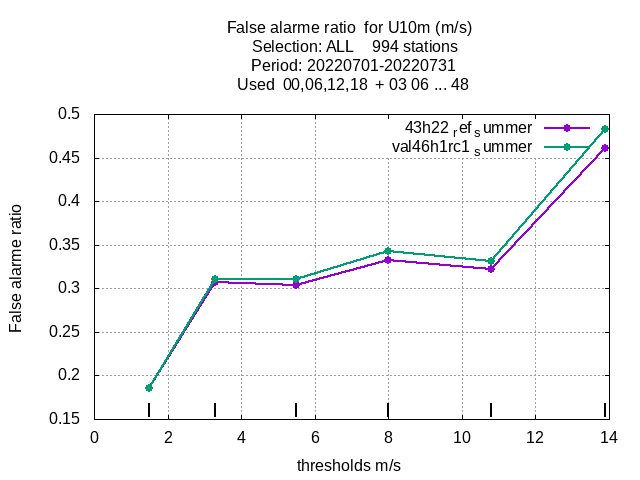 False alarme ratio  for U10m (m/s)
Selection: ALL    994 stations
Period: 20220701-20220731
Used  00,06,12,18  + 03 06 ... 48
43h22 ref summer
val46h1rc1 summer
0.5
0.45
0.4
0.35
0.3
0.25
0.2
0.15
False alarme ratio
0 2 4 6 8 10 12 14
thresholds m/s